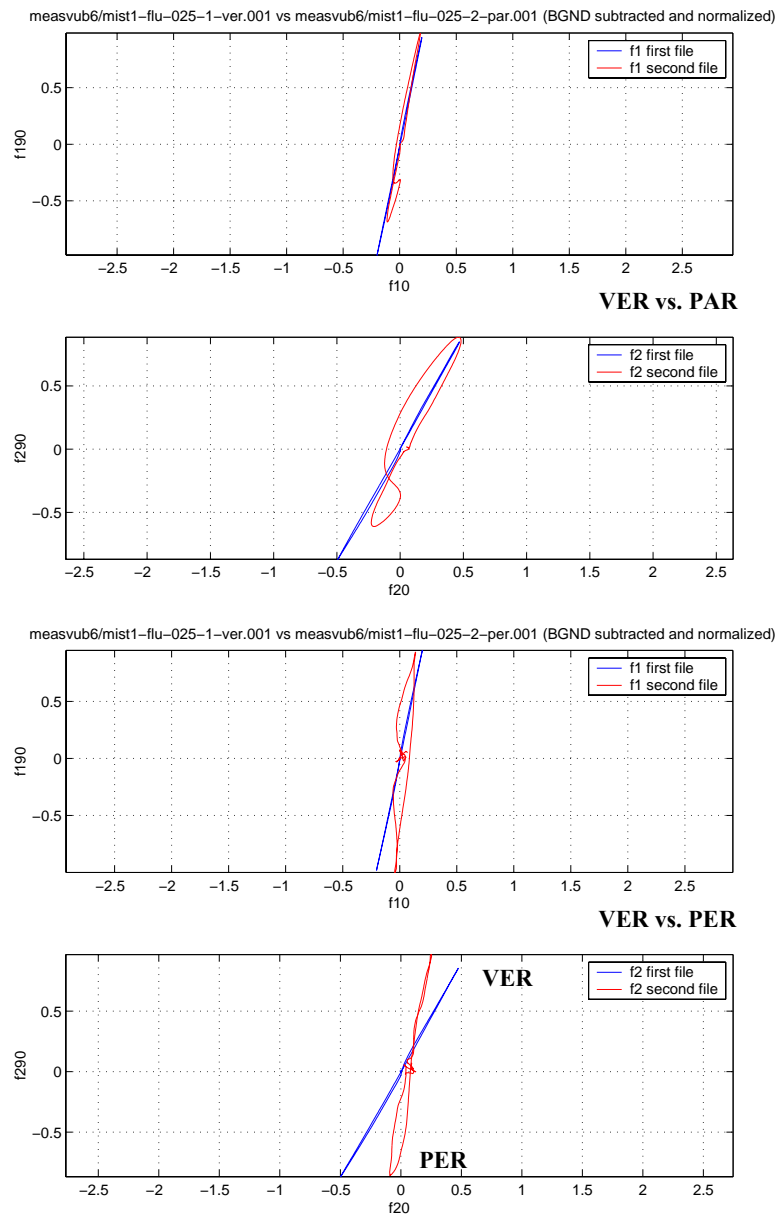 measvub6/mist1−flu−025−1−ver.001 vs measvub6/mist1−flu−025−2−par.001 (BGND subtracted and normalized)
f1 first file
f1 second file
0.5
0
−0.5
f190
−2.5 −2 −1.5 −1 −0.5 0 0.5 1 1.5 2 2.5
f10
VER vs. PAR
f2 first file
f2 second file
0.5
0
−0.5
f290
−2.5 −2 −1.5 −1 −0.5 0 0.5 1 1.5 2 2.5
f20
measvub6/mist1−flu−025−1−ver.001 vs measvub6/mist1−flu−025−2−per.001 (BGND subtracted and normalized)
f1 first file
f1 second file
0.5
0
−0.5
f190
−2.5 −2 −1.5 −1 −0.5 0 0.5 1 1.5 2 2.5
f10
VER vs. PER
f2 first file
f2 second file
VER
0.5
0
−0.5
f290
PER
−2.5 −2 −1.5 −1 −0.5 0 0.5 1 1.5 2 2.5
f20